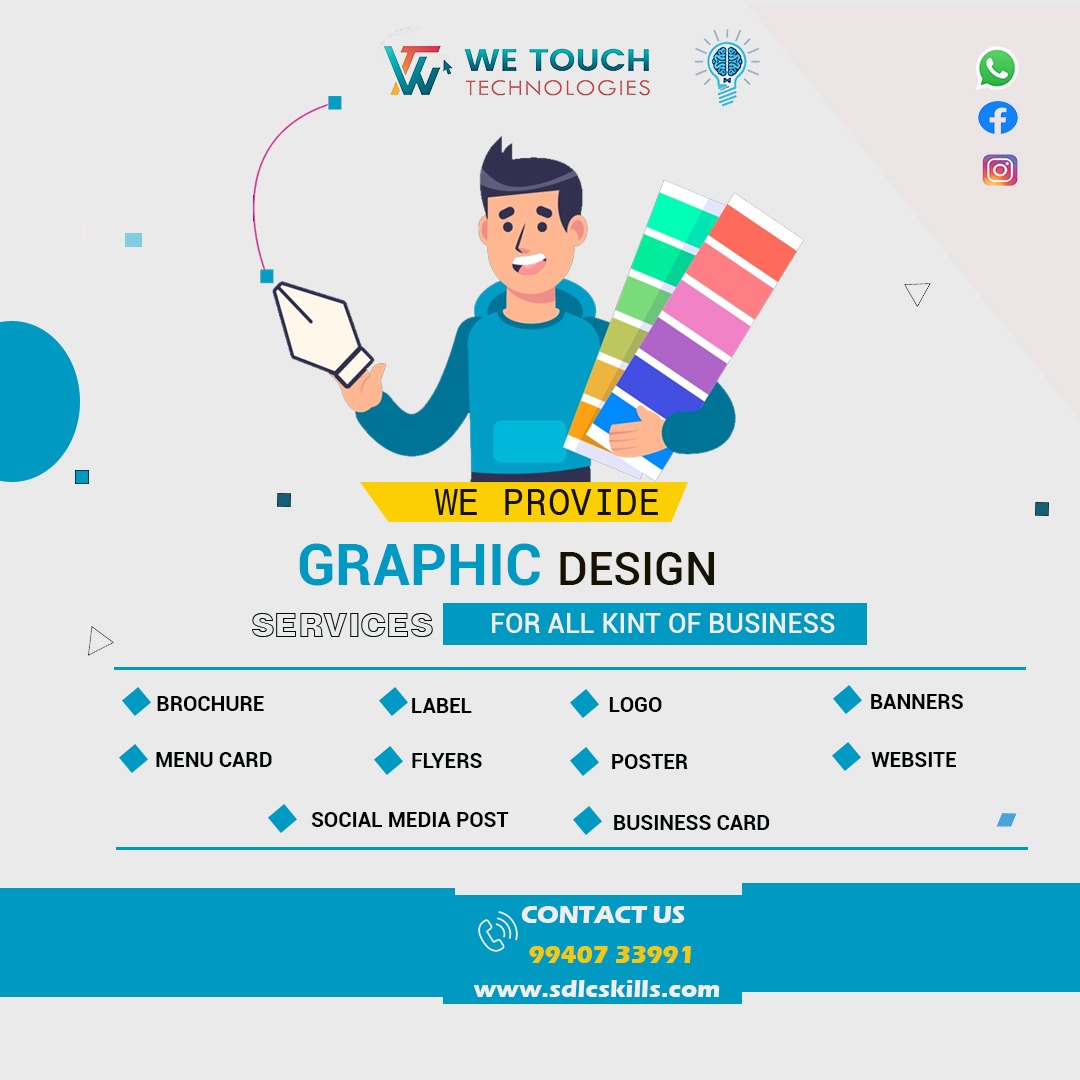 WE TOUCH
TECHNOLOGIES
WE PROVIDE
GRAPHIC DESIGN
SERVICES FOR ALL KINT OF BUSINESS
BROCHURE LABEL LOGO BANNERS
MENU CARD FLYERS POSTER WEBSITE
SOCIAL MEDIA POST BUSINESS CARD
CONTACT US
99407 33991
www.sdlcskills.com